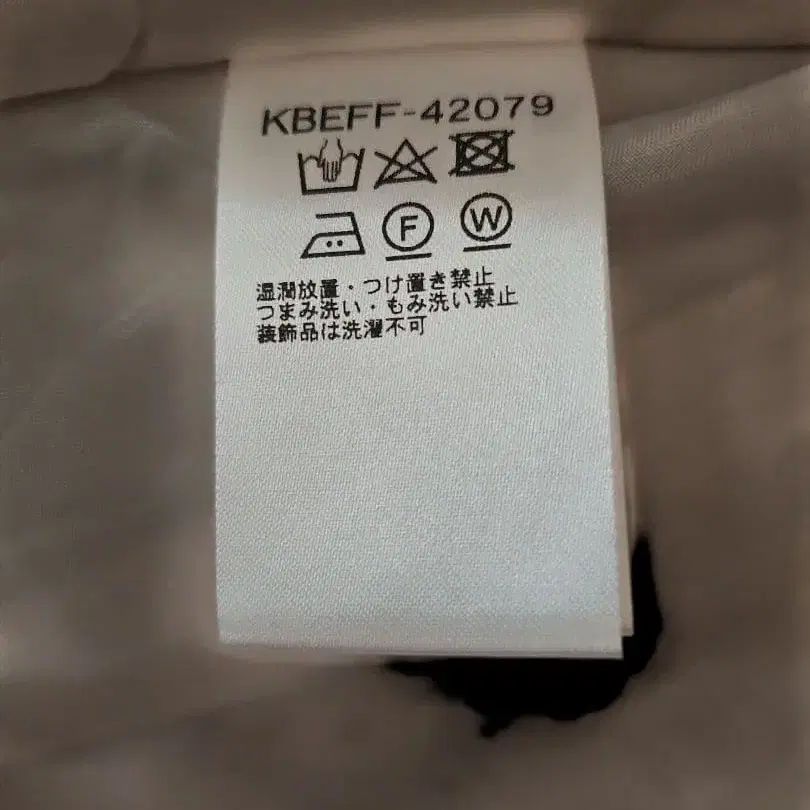 KBEFF-42079
F W
湿潤放置・つけ置き禁止
つまみ洗い・もみ洗い禁止
装飾品は洗濯不可